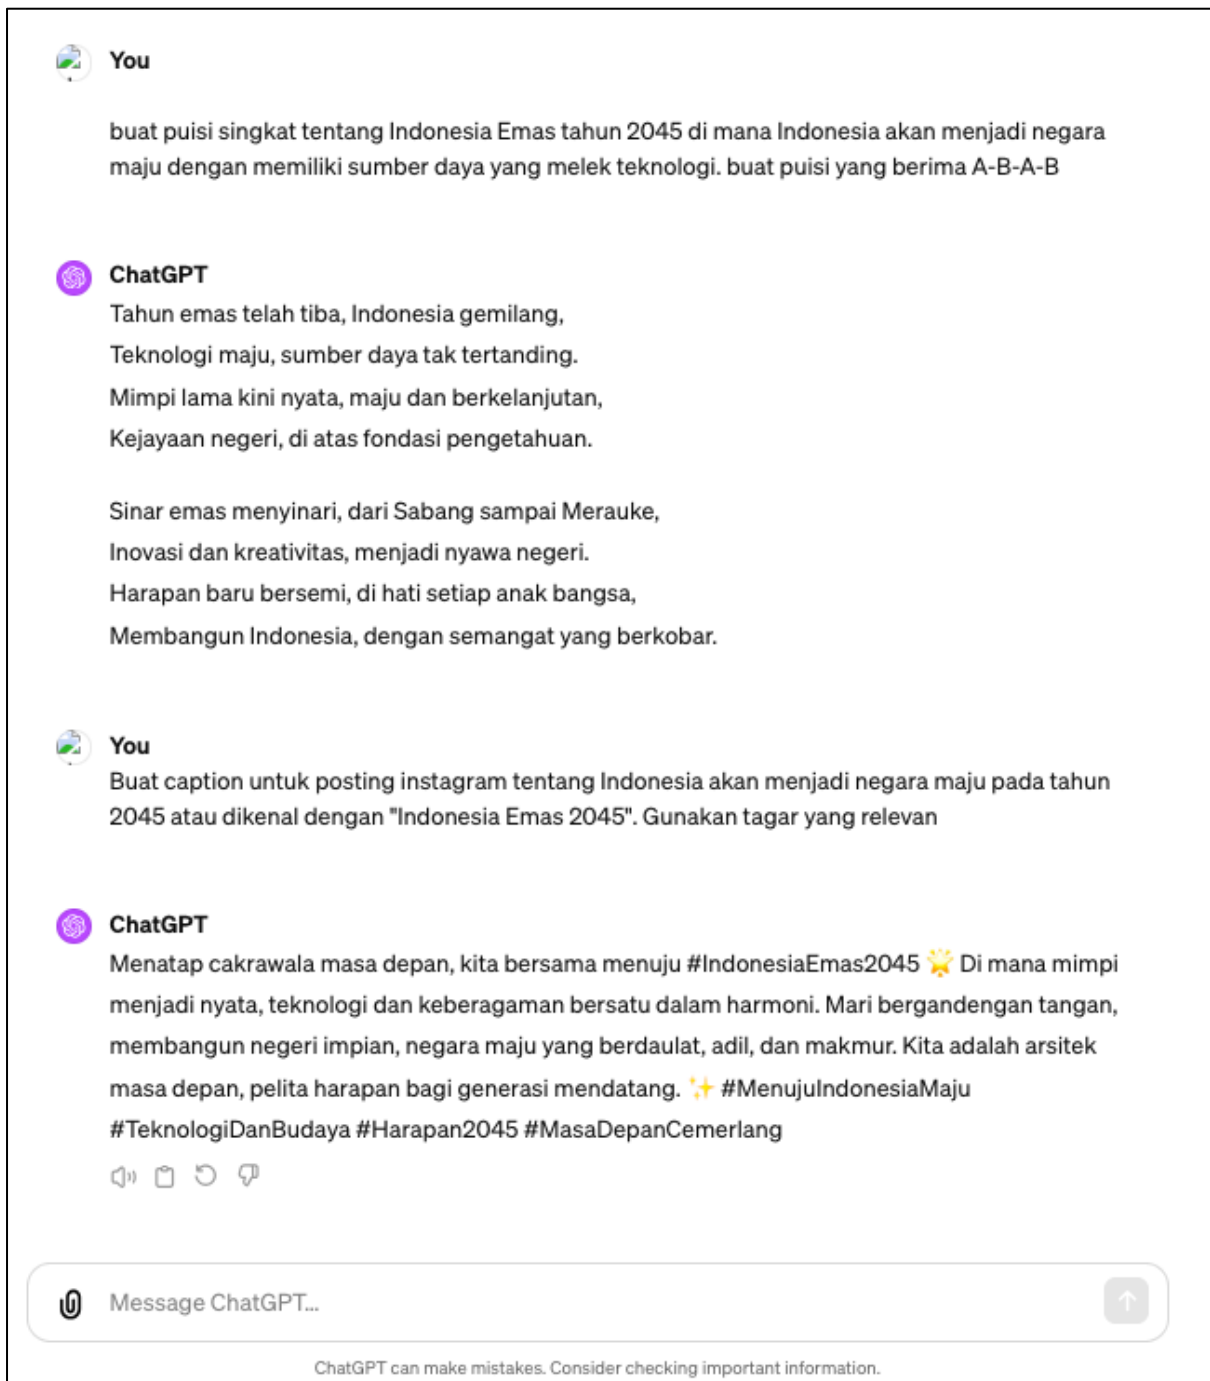 You
buat puisi singkat tentang Indonesia Emas tahun 2045 di mana Indonesia akan menjadi negara
maju dengan memiliki sumber daya yang melek teknologi. buat puisi yang berima A-B-A-B
ChatGPT
Tahun emas telah tiba, Indonesia gemilang,
Teknologi maju, sumber daya tak tertanding.
Mimpi lama kini nyata, maju dan berkelanjutan,
Kejayaan negeri, di atas fondasi pengetahuan.
Sinar emas menyinari, dari Sabang sampai Merauke,
Inovasi dan kreativitas, menjadi nyawa negeri.
Harapan baru bersemi, di hati setiap anak bangsa,
Membangun Indonesia, dengan semangat yang berkobar.
You
Buat caption untuk posting instagram tentang Indonesia akan menjadi negara maju pada tahun
2045 atau dikenal dengan "Indonesia Emas 2045". Gunakan tagar yang relevan
ChatGPT
Menatap cakrawala masa depan, kita bersama menuju #IndonesiaEmas2045 🌟 Di mana mimpi
menjadi nyata, teknologi dan keberagaman bersatu dalam harmoni. Mari bergandengan tangan,
membangun negeri impian, negara maju yang berdaulat, adil, dan makmur. Kita adalah arsitek
masa depan, pelita harapan bagi generasi mendatang. ✨ #MenujuIndonesiaMaju
#TeknologiDanBudaya #Harapan2045 #MasaDepanCemerlang
Message ChatGPT...
ChatGPT can make mistakes. Consider checking important information.